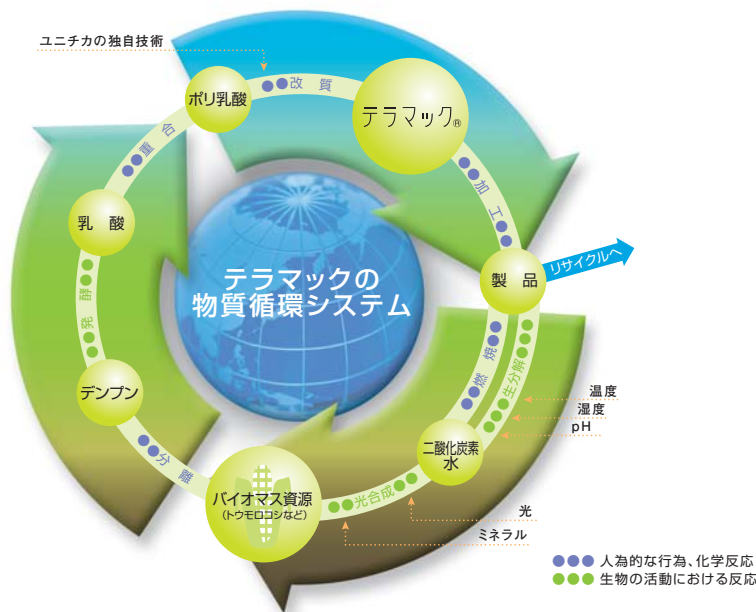 ユニチカの独自技術
ポリ乳酸
改質
テラマック®
加工
製品
リサイクルへ
テラマックの
物質循環システム
重合
乳酸
発酵
デンプン
分離
バイオマス資源
(トウモロコシなど)
光合成
二酸化炭素
水
燃焼
生分解
温度
湿度
pH
光
ミネラル
人為的な行為、化学反応
生物の活動における反応